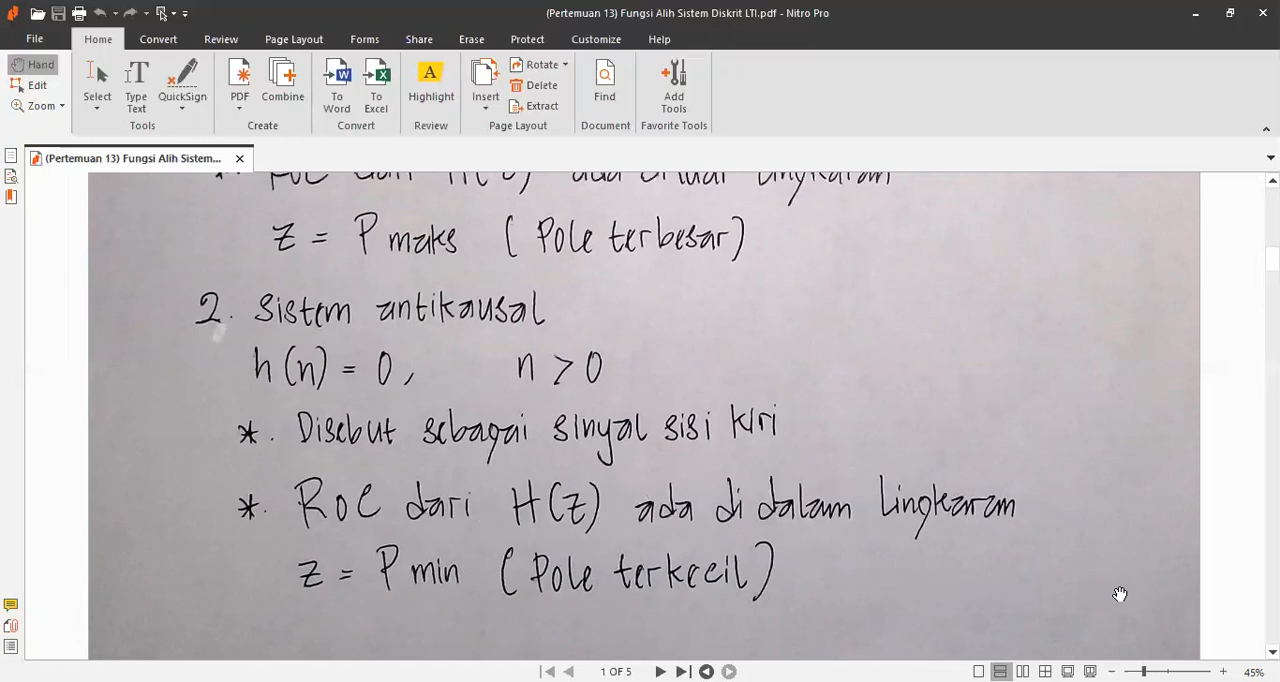 (Pertemuan 13) Fungsi Alih Sistem Diskrit LTI.pdf - Nitro Pro
File Home Convert Review Page Layout Forms Share Erase Protect Customize Help
Hand
Edit
Zoom
Select
Type Text
QuickSign
Tools
PDF
Combine
Create
To Word
To Excel
Convert
Highlight
Review
Insert
Rotate
Delete
Extract
Page Layout
Find
Document
Add Tools
Favorite Tools
(Pertemuan 13) Fungsi Alih Sistem...
z = P maks (Pole terbesar)
2. Sistem antikausal
h(n) = 0, n > 0
*. Disebut sebagai sinyal sisi kiri
*. ROC dari H(z) ada di dalam lingkaran
z = P min (Pole terkecil)
1 OF 5
45%